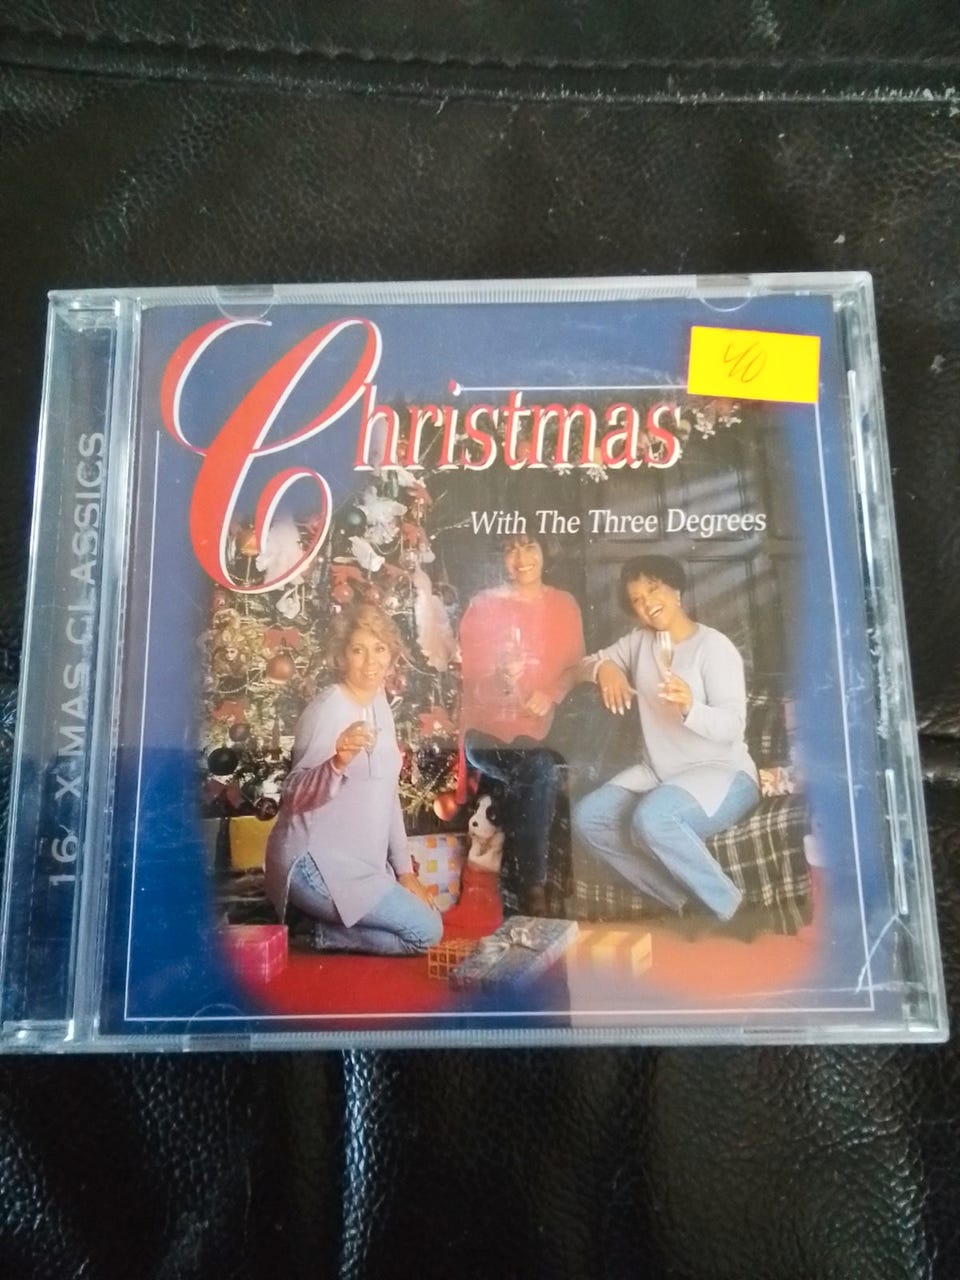 Christmas
With The Three Degrees
40
16 X-MAS CLASSICS